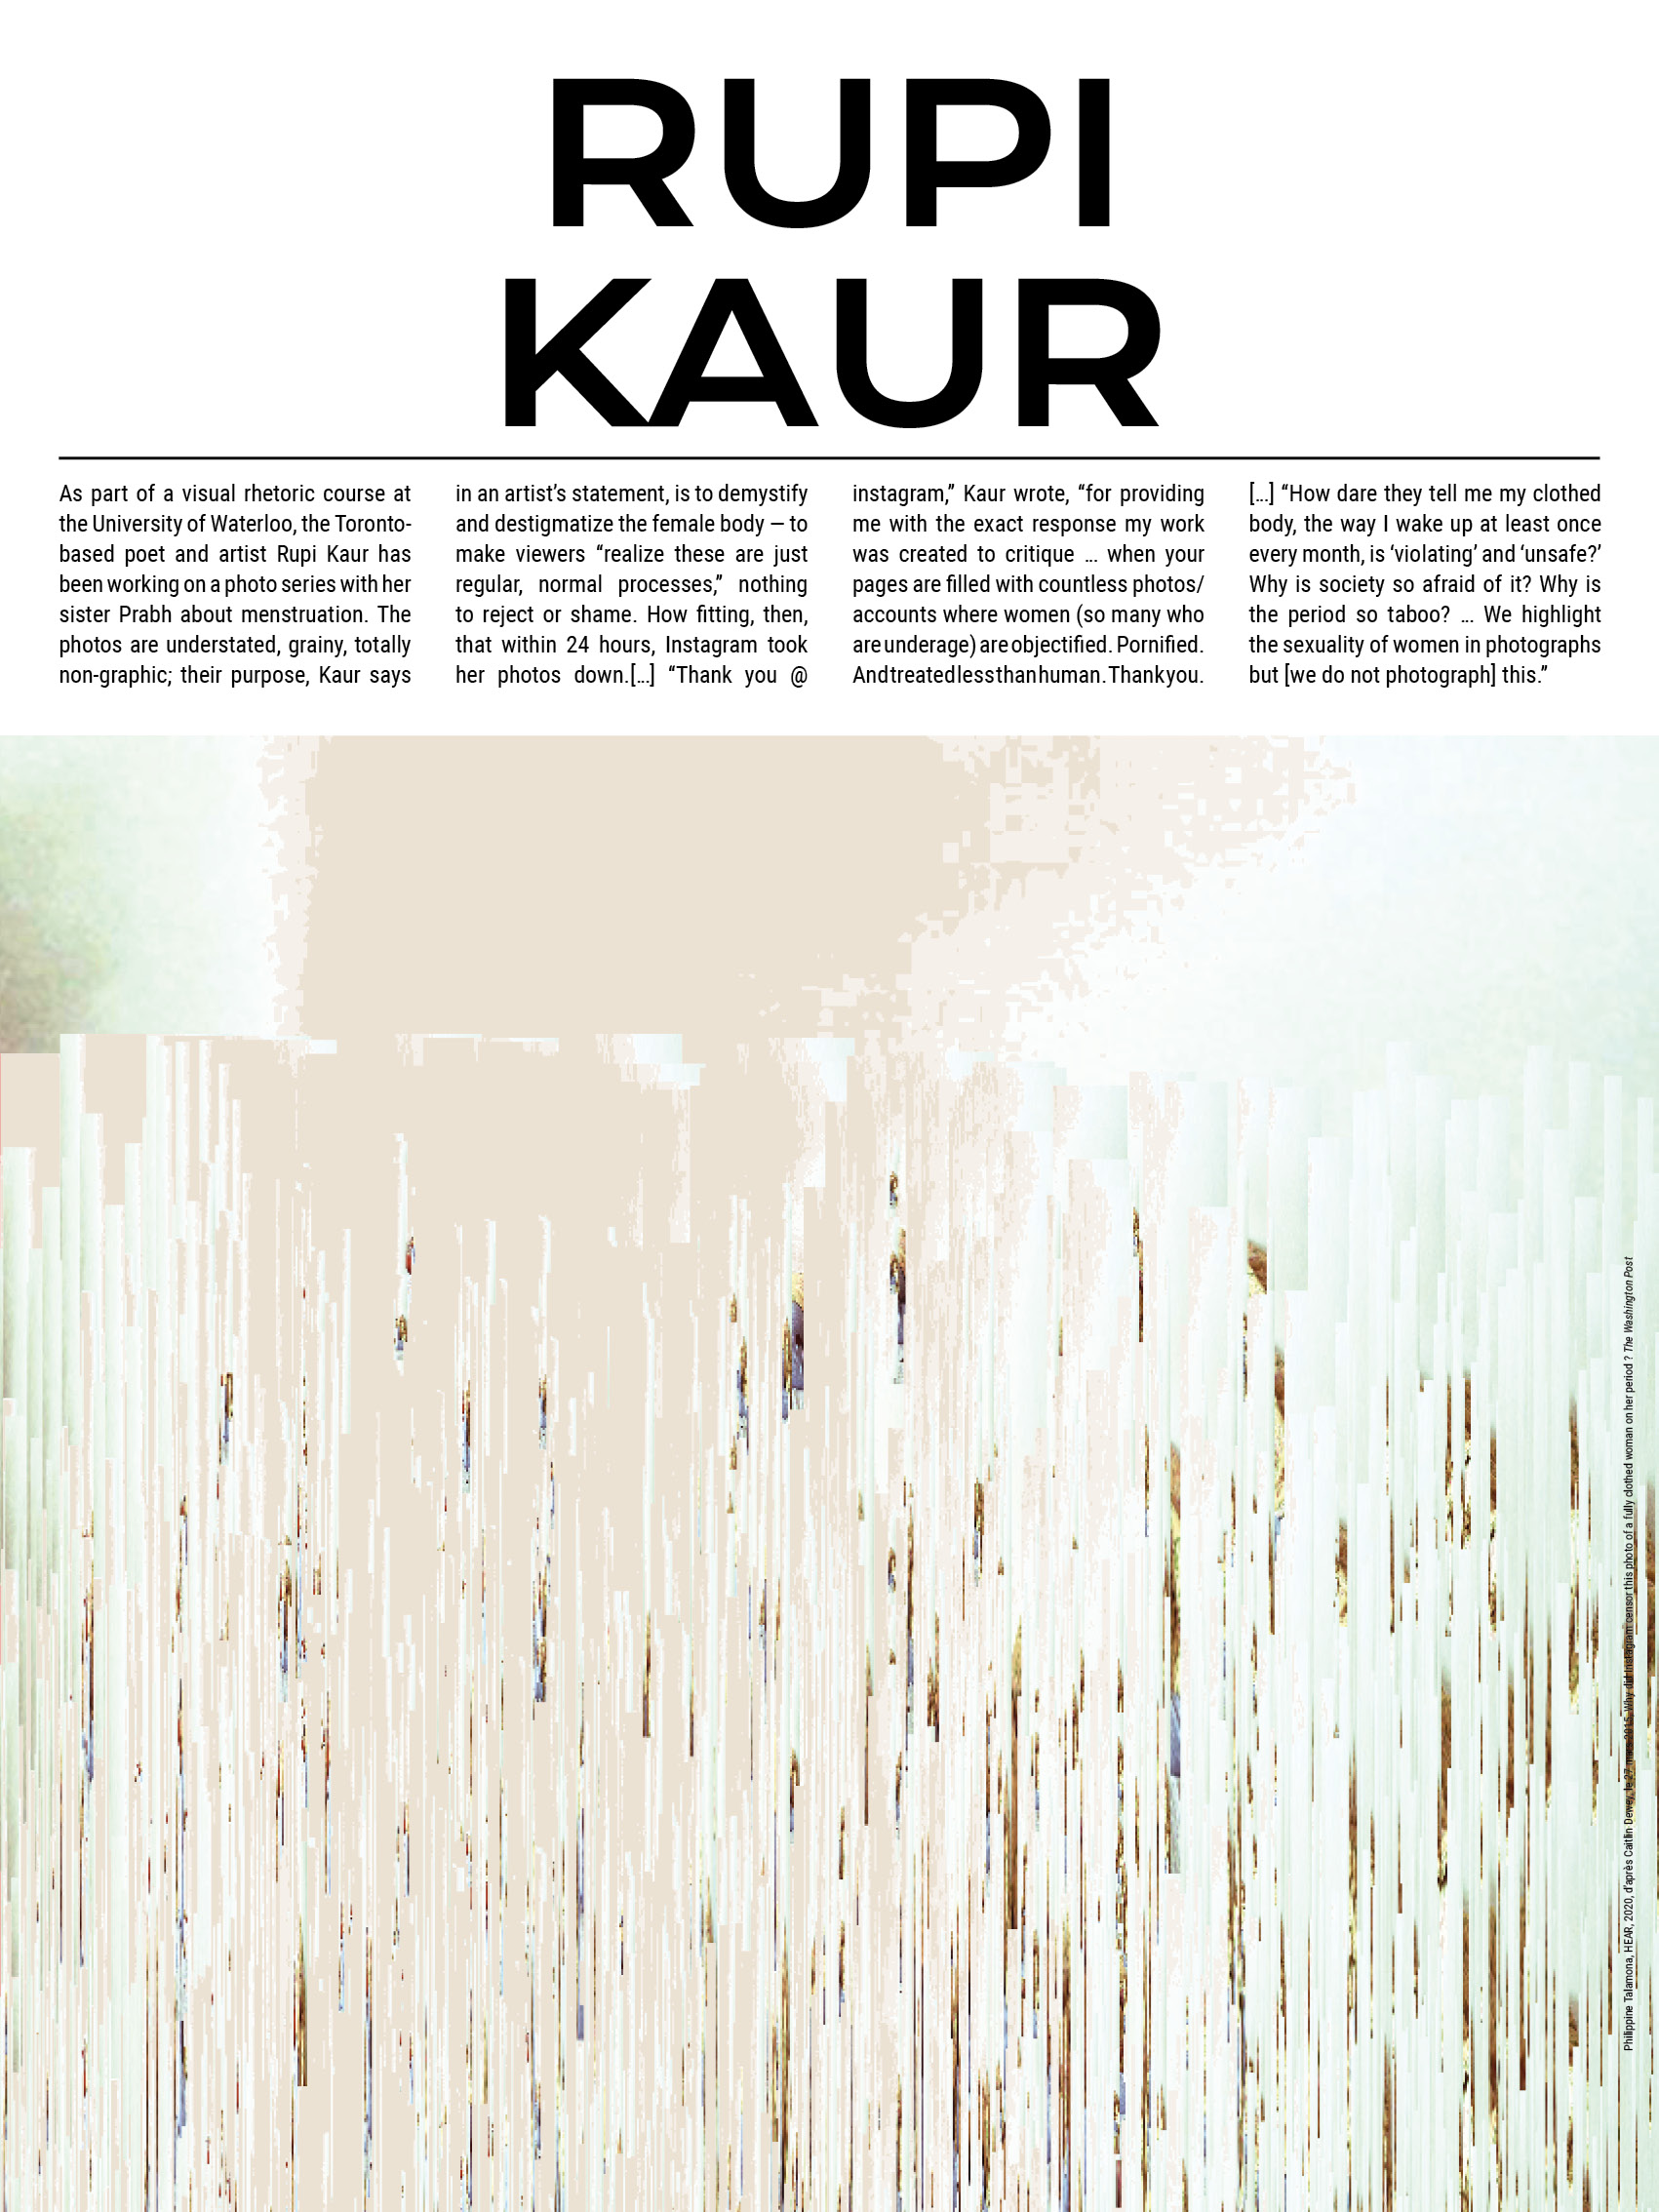 RUPI
KAUR
As part of a visual rhetoric course at
the University of Waterloo, the Toronto-
based poet and artist Rupi Kaur has
been working on a photo series with her
sister Prabh about menstruation. The
photos are understated, grainy, totally
non-graphic; their purpose, Kaur says
in an artist’s statement, is to demystify
and destigmatize the female body — to
make viewers “realize these are just
regular, normal processes,” nothing
to reject or shame. How fitting, then,
that within 24 hours, Instagram took
her photos down.[...] “Thank you @
instagram,” Kaur wrote, “for providing
me with the exact response my work
was created to critique ... when your
pages are filled with countless photos/
accounts where women (so many who
are underage) are objectified. Pornified.
And treated less than human. Thank you.
[...] “How dare they tell me my clothed
body, the way I wake up at least once
every month, is ‘violating’ and ‘unsafe?’
Why is society so afraid of it? Why is
the period so taboo? ... We highlight
the sexuality of women in photographs
but [we do not photograph] this.”
Philippine Talamona, HEAR, 2020, d’après Caitlin Dewey, le 27 mars 2015, Why did Instagram censor this photo of a fully clothed woman on her period ? The Washington Post